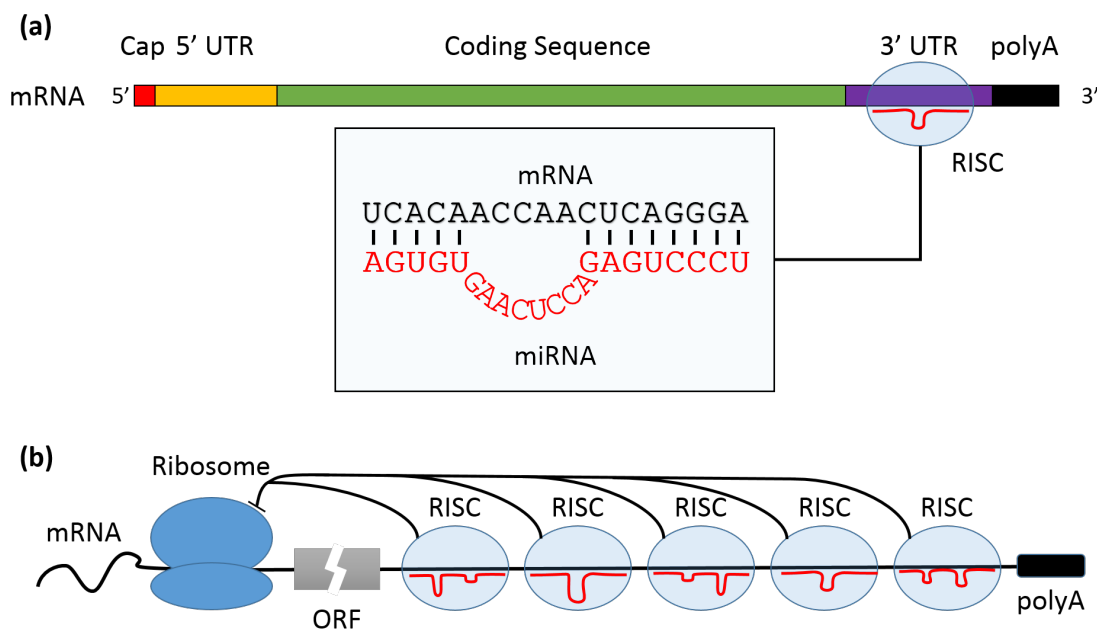 (a)
Cap 5’ UTR Coding Sequence 3’ UTR polyA
mRNA 5’ 3’
RISC
mRNA
UCACAACCAACUCAGGGA
AGUGU GAACUCCA GAGUCCCU
miRNA
(b)
Ribosome
mRNA RISC RISC RISC RISC RISC
ORF polyA